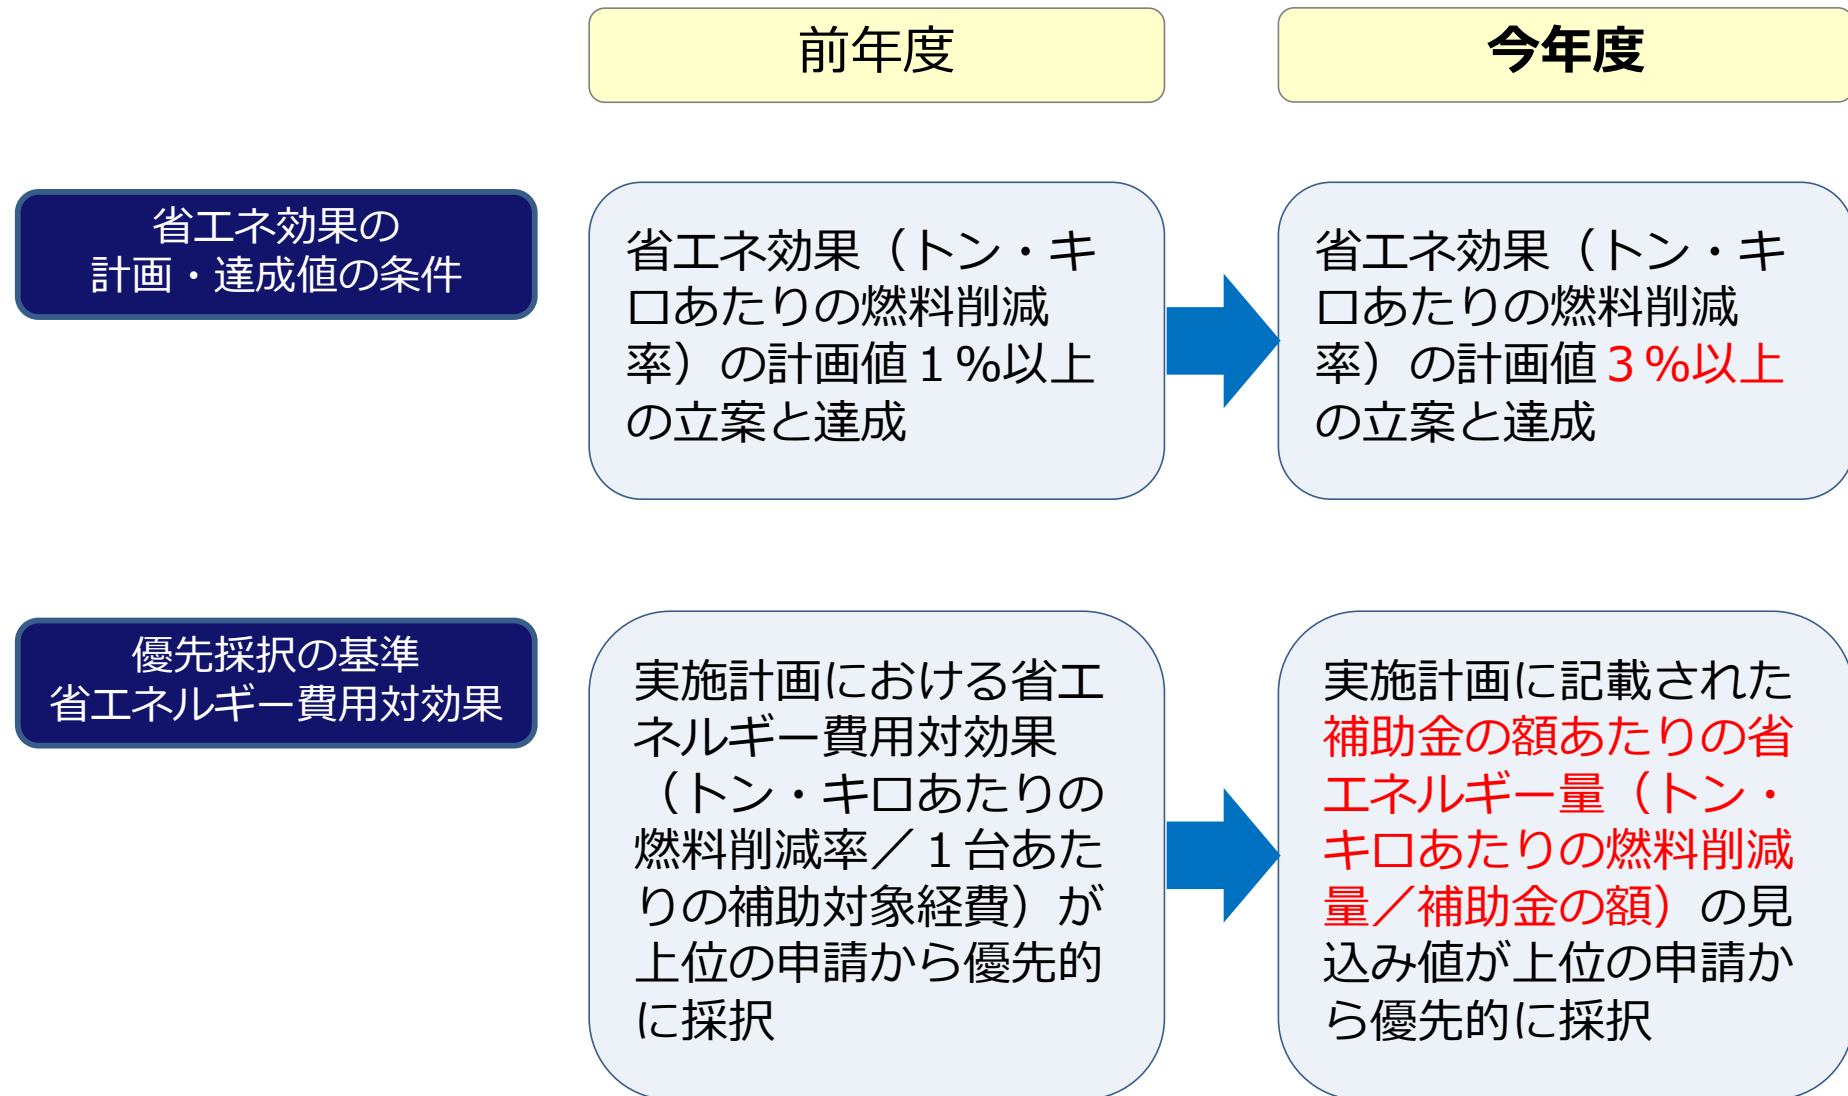 前年度
今年度
省エネ効果の
計画・達成値の条件
省エネ効果（トン・キ
ロあたりの燃料削減
率）の計画値１％以上
の立案と達成
省エネ効果（トン・キ
ロあたりの燃料削減
率）の計画値３％以上
の立案と達成
優先採択の基準
省エネルギー費用対効果
実施計画における省エ
ネルギー費用対効果
（トン・キロあたりの
燃料削減率／１台あた
りの補助対象経費）が
上位の申請から優先的
に採択
実施計画に記載された
補助金の額あたりの省
エネルギー量（トン・
キロあたりの燃料削減
量／補助金の額）の見
込み値が上位の申請か
ら優先的に採択